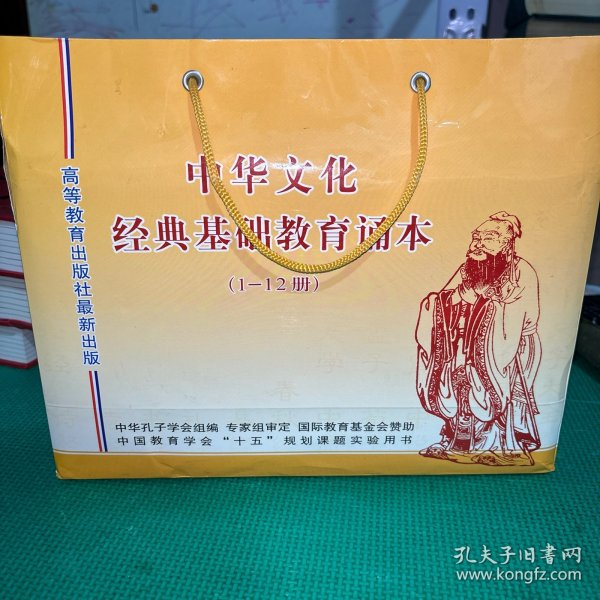 中华文化
经典基础教育诵本
(1-12册)
高等教育出版社最新出版
中华孔子学会组编 专家组审定 国际教育基金会赞助
中国教育学会“十五”规划课题实验用书
孔夫子旧书网
www.kongfz.com